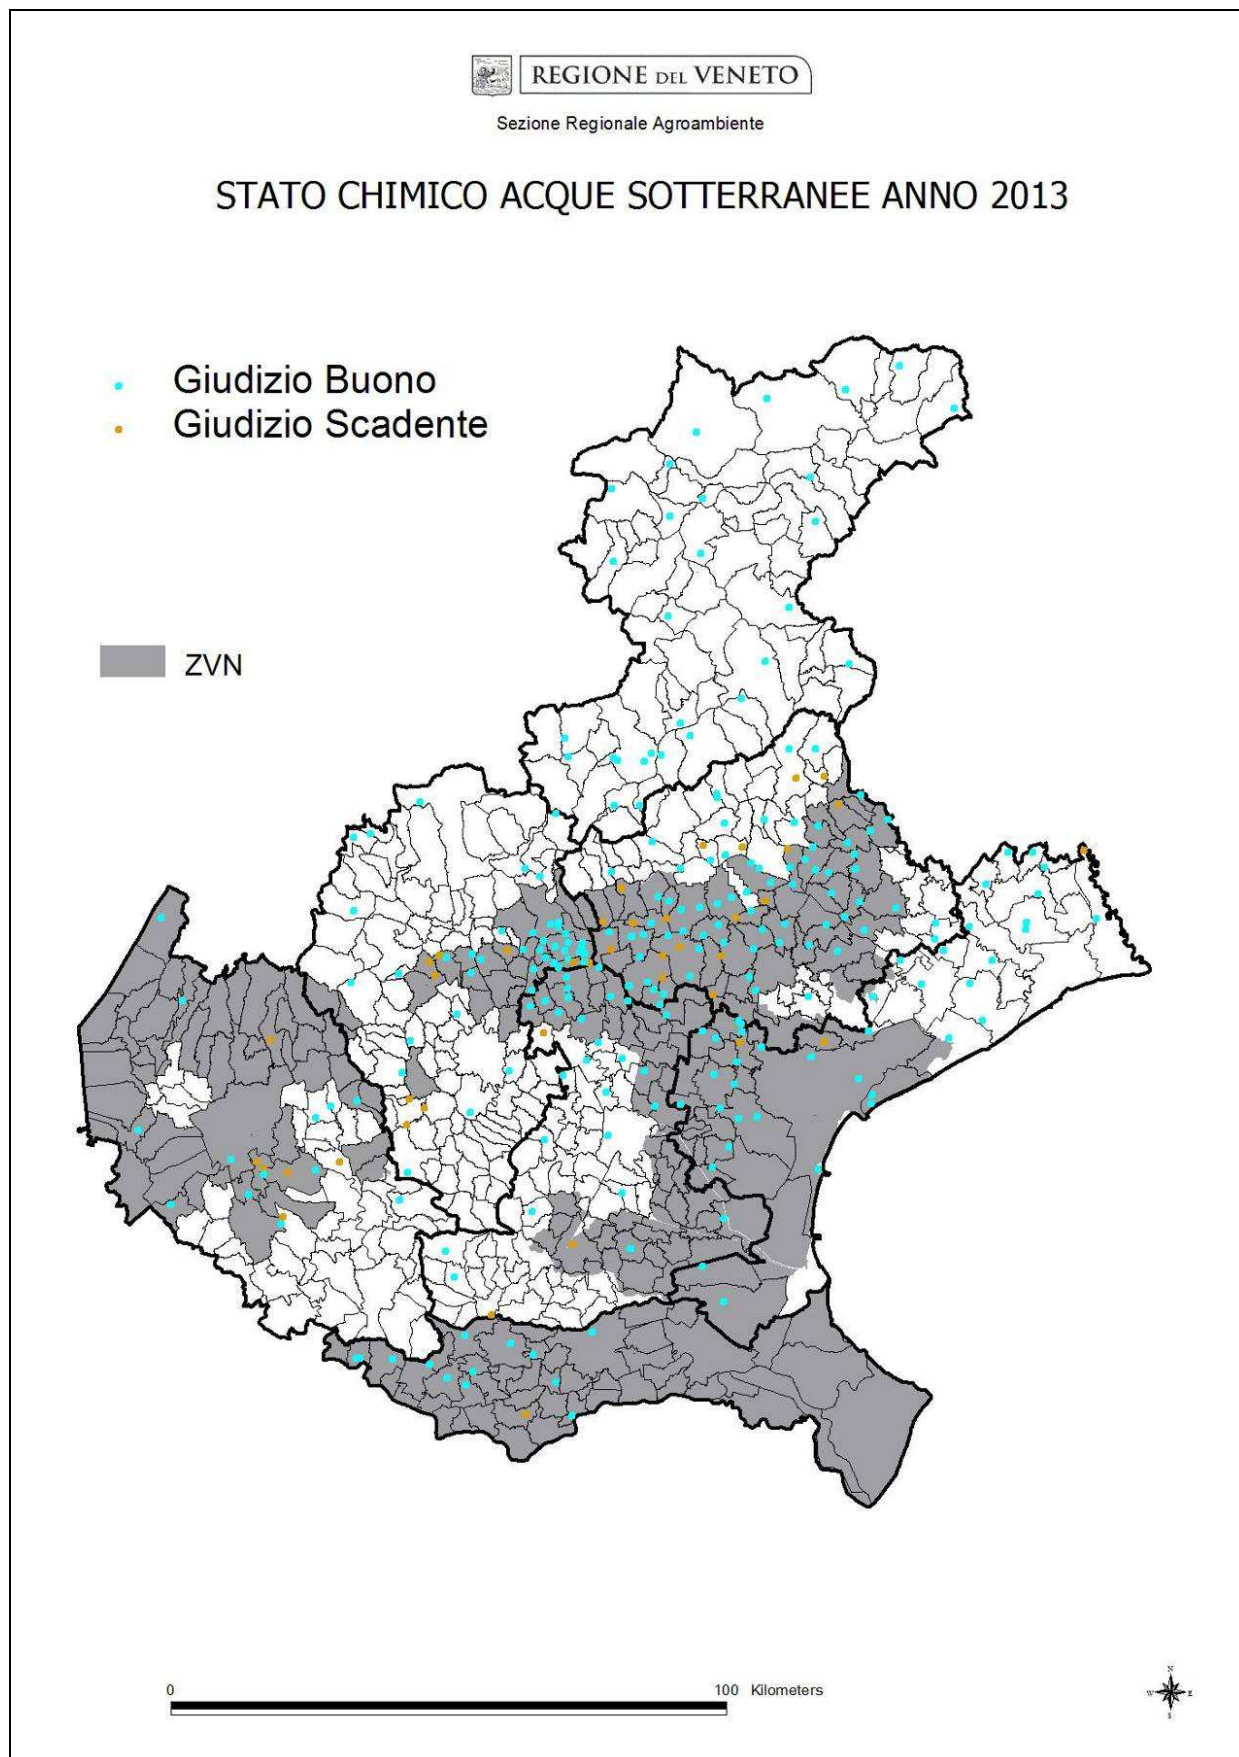 REGIONE DEL VENETO
Sezione Regionale Agroambiente
STATO CHIMICO ACQUE SOTTERRANEE ANNO 2013
Giudizio Buono
Giudizio Scadente
ZVN
0 100 Kilometers
N
W E
S